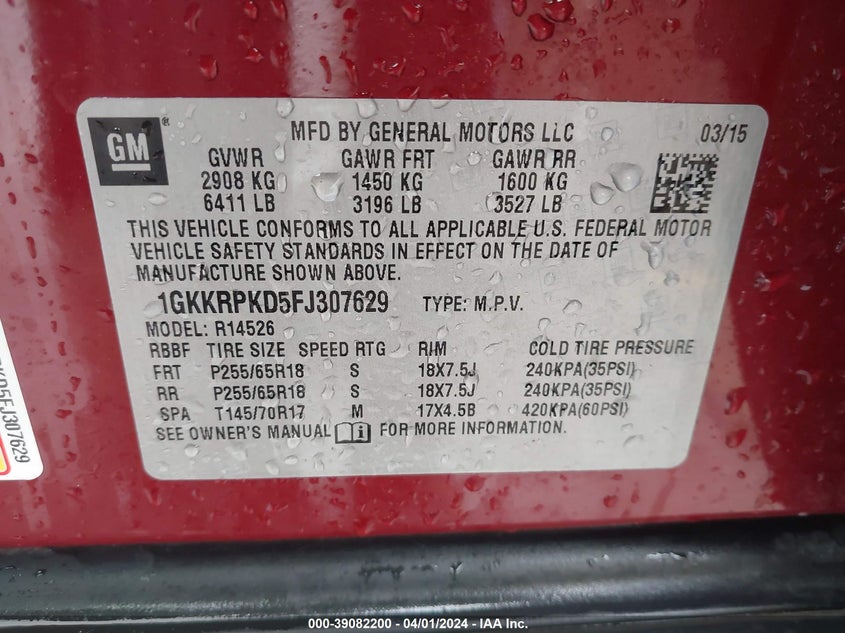 GM ®
MFD BY GENERAL MOTORS LLC 03/15
GVWR GAWR FRT GAWR RR
2908 KG 1450 KG 1600 KG
6411 LB 3196 LB 3527 LB
THIS VEHICLE CONFORMS TO ALL APPLICABLE U.S. FEDERAL MOTOR
VEHICLE SAFETY STANDARDS IN EFFECT ON THE DATE OF
MANUFACTURE SHOWN ABOVE.
1GKKRPKD5FJ307629 TYPE: M.P.V.
MODEL: R14526
RBBF TIRE SIZE SPEED RTG RIM COLD TIRE PRESSURE
FRT P255/65R18 S 18X7.5J 240KPA(35PSI)
RR P255/65R18 S 18X7.5J 240KPA(35PSI)
SPA T145/70R17 M 17X4.5B 420KPA(60PSI)
SEE OWNER'S MANUAL i FOR MORE INFORMATION.
D5FJ307629
000-39082200 - 04/01/2024 - IAA Inc.